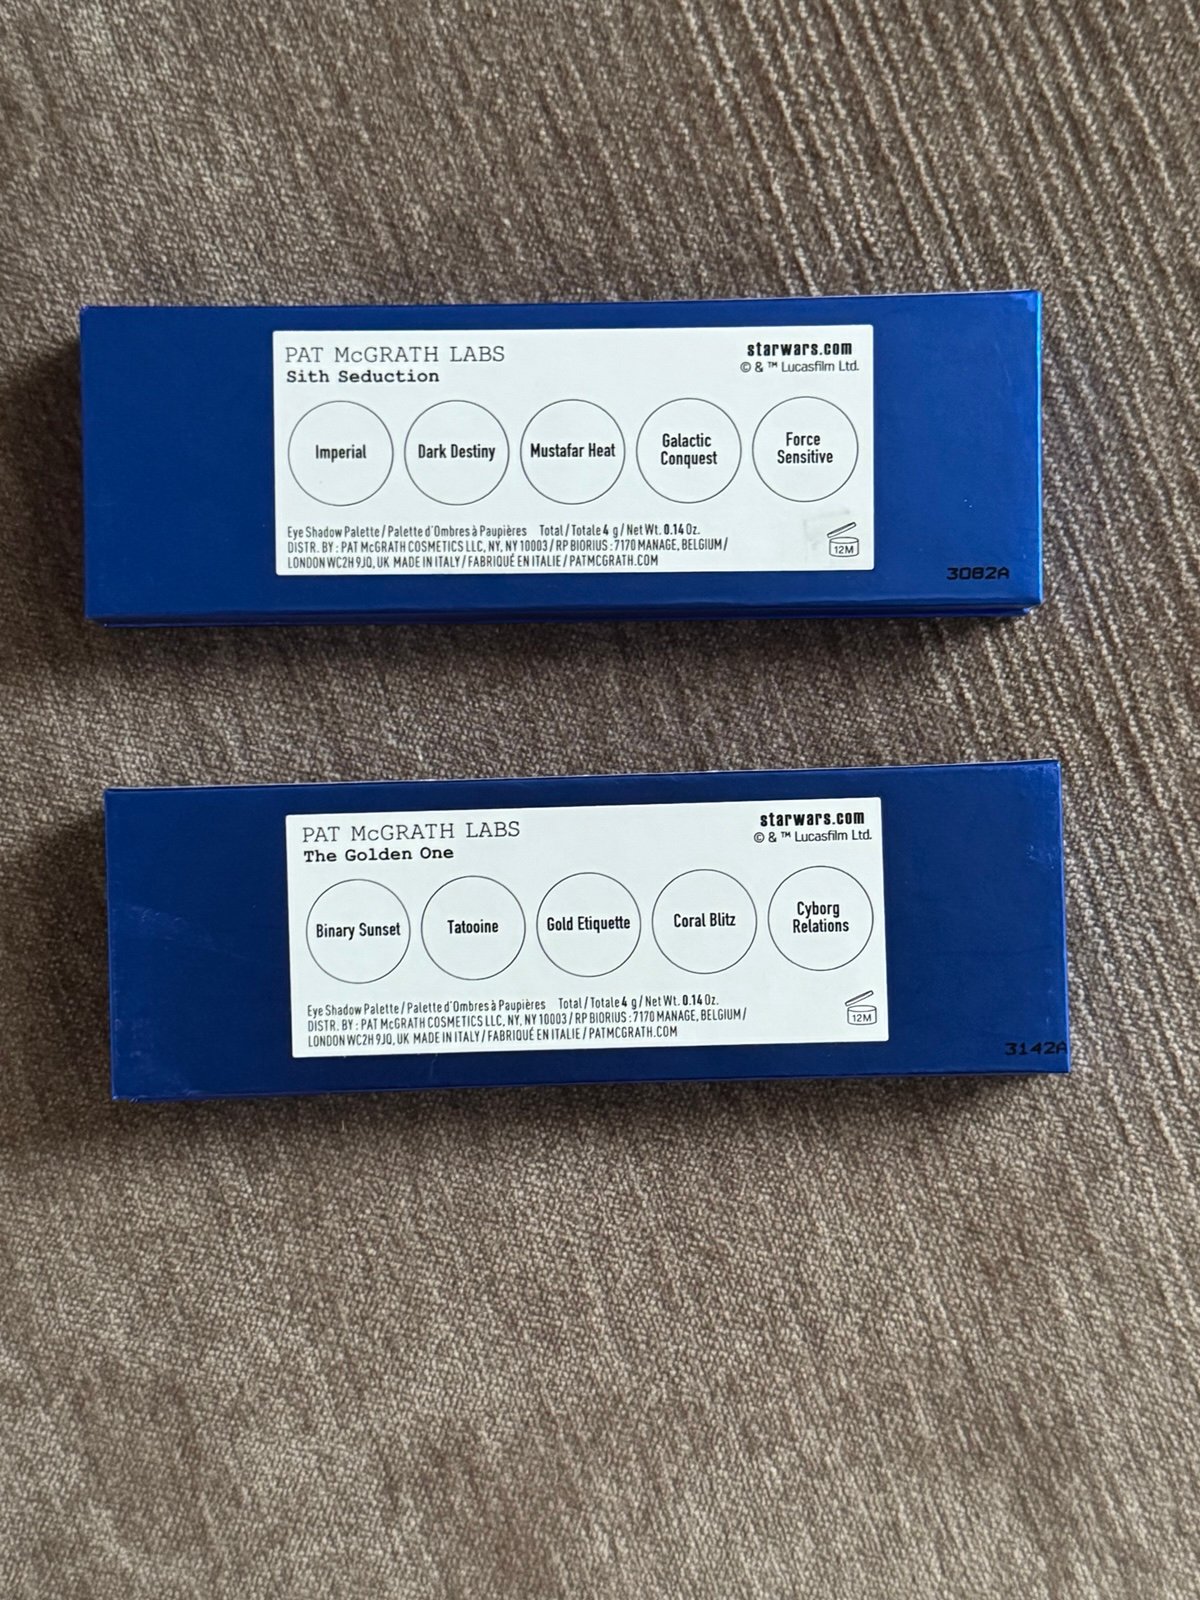 PAT McGRATH LABS
Sith Seduction
starwars.com
© & ™ Lucasfilm Ltd.
Imperial
Dark Destiny
Mustafar Heat
Galactic
Conquest
Force
Sensitive
Eye Shadow Palette / Palette d'Ombres à Paupières Total / Totale 4 g / Net Wt. 0.14 Oz.
DISTR. BY : PAT McGRATH COSMETICS LLC, NY, NY 10003 / RP BIORIUS : 7170 MANAGE, BELGIUM /
LONDON WC2H 9JQ, UK MADE IN ITALY / FABRIQUÉ EN ITALIE / PATMCGRATH.COM
12M
3082A
PAT McGRATH LABS
The Golden One
starwars.com
© & ™ Lucasfilm Ltd.
Binary Sunset
Tatooine
Gold Etiquette
Coral Blitz
Cyborg
Relations
Eye Shadow Palette / Palette d'Ombres à Paupières Total / Totale 4 g / Net Wt. 0.14 Oz.
DISTR. BY : PAT McGRATH COSMETICS LLC, NY, NY 10003 / RP BIORIUS : 7170 MANAGE, BELGIUM /
LONDON WC2H 9JQ, UK MADE IN ITALY / FABRIQUÉ EN ITALIE / PATMCGRATH.COM
12M
3142A